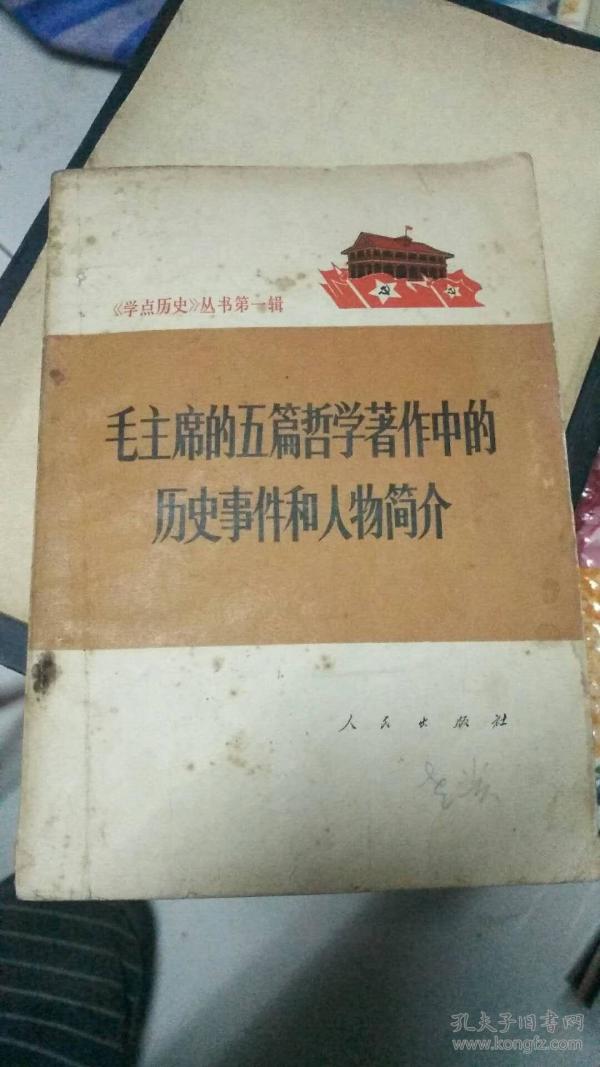 《学点历史》丛书第一辑
毛主席的五篇哲学著作中的
历史事件和人物简介
人民出版社
孔夫子旧书网
www.kongfz.com